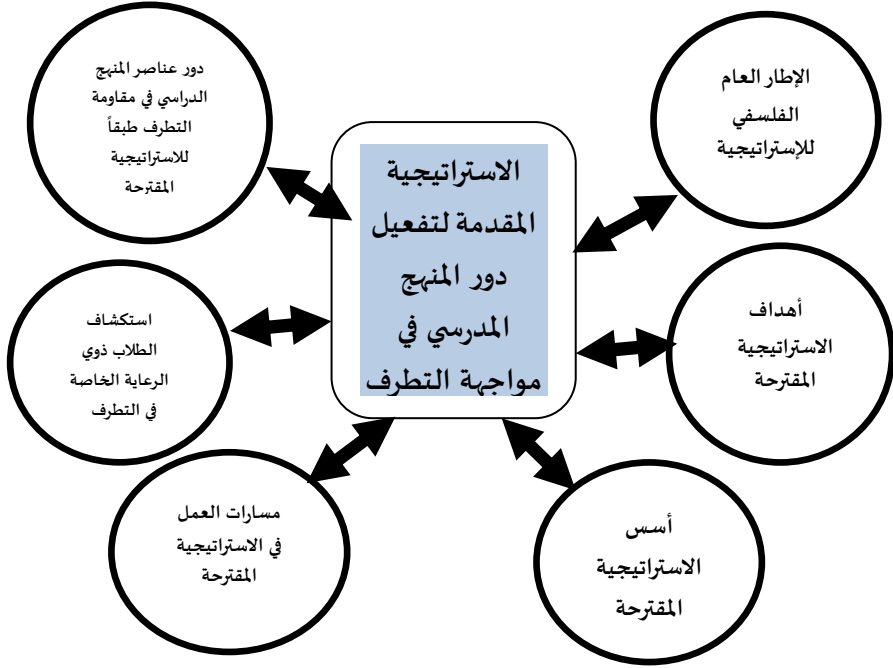 الاستراتيجية
المقدمة لتفعيل
دور المنهج
المدرسي في
مواجهة التطرف
الإطار العام
الفلسفي
للإستراتيجية
أهداف
الاستراتيجية
المقترحة
أسس
الاستراتيجية
المقترحة
مسارات العمل
في الاستراتيجية
المقترحة
استكشاف
الطلاب ذوي
الرعاية الخاصة
في التطرف
دور عناصر المنهج
الدراسي في مقاومة
التطرف طبقاً
للاستراتيجية
المقترحة